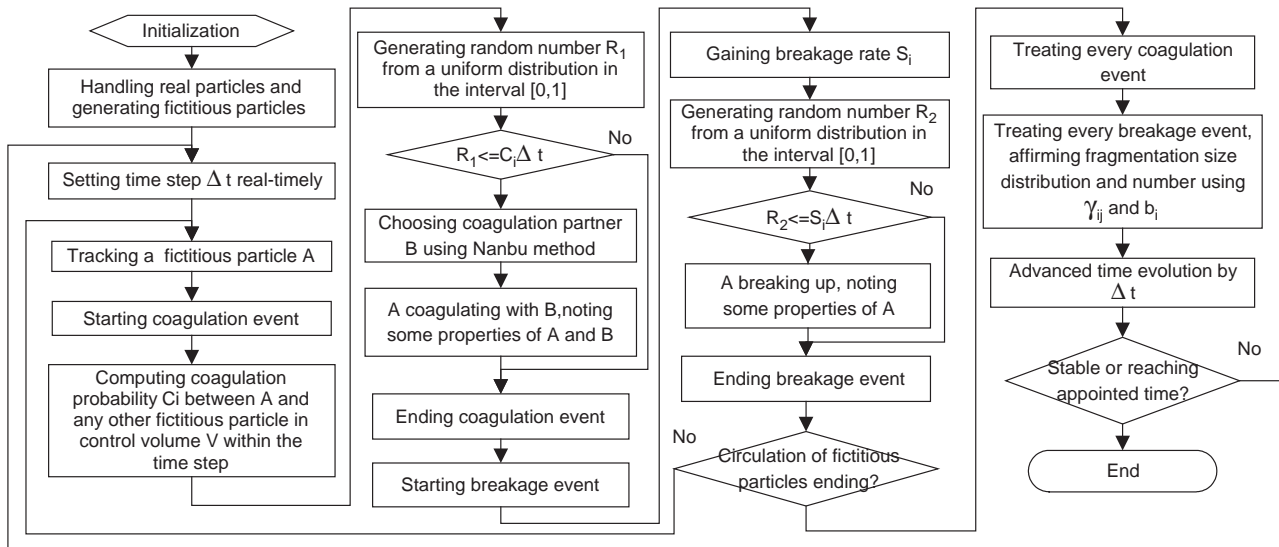 Initialization
Handling real particles and
generating fictitious particles
Setting time step Δ t real-timely
Tracking a fictitious particle A
Starting coagulation event
Computing coagulation
probability Ci between A and
any other fictitious particle in
control volume V within the
time step
Generating random number R₁
from a uniform distribution in
the interval [0,1]
No
R₁<=CᵢΔ t
Choosing coagulation partner
B using Nanbu method
A coagulating with B,noting
some properties of A and B
Ending coagulation event
Starting breakage event
Gaining breakage rate Sᵢ
Generating random number R₂
from a uniform distribution in
the interval [0,1]
No
R₂<=SᵢΔ t
A breaking up, noting
some properties of A
Ending breakage event
No
Circulation of fictitious
particles ending?
Treating every coagulation
event
Treating every breakage event,
affirming fragmentation size
distribution and number using
γᵢⱼ and bᵢ
Advanced time evolution by
Δ t
No
Stable or reaching
appointed time?
End